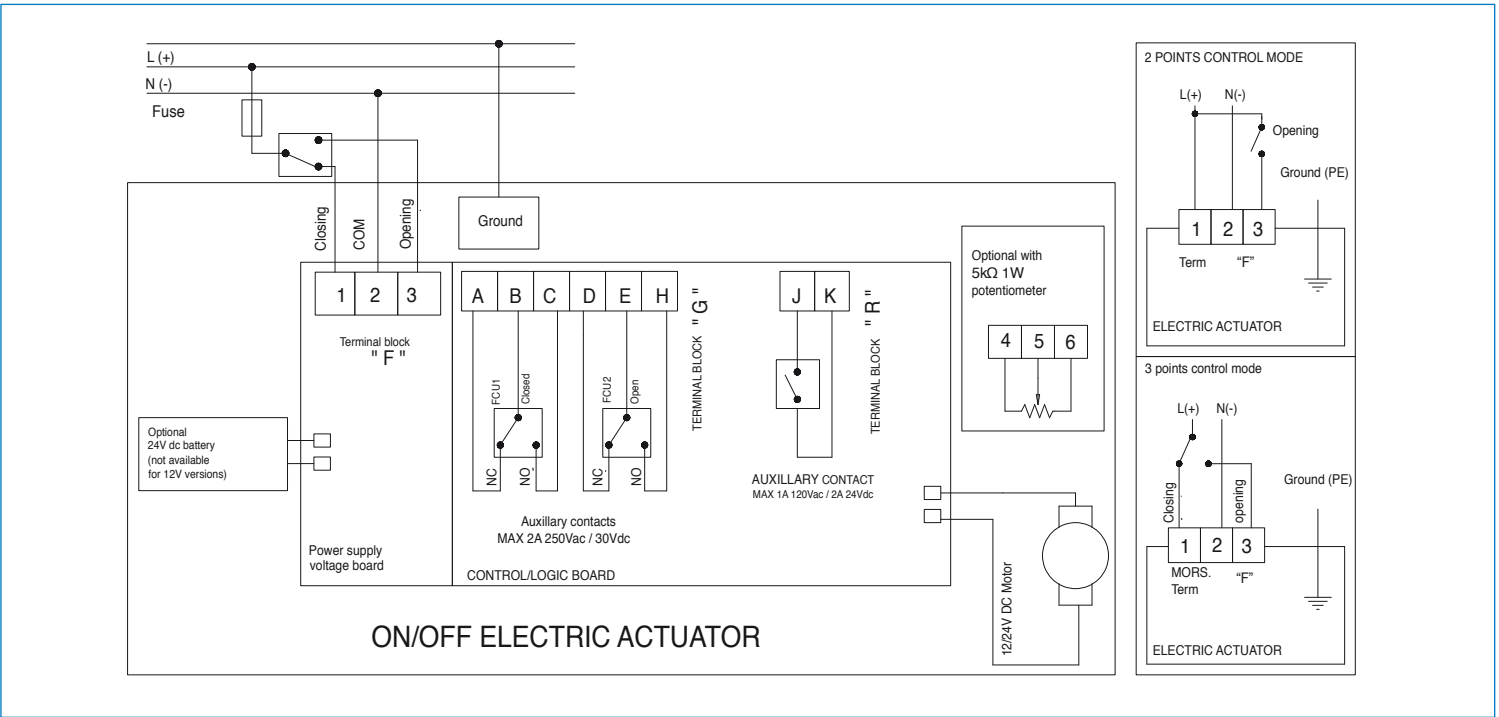 L (+)
N (-)
Fuse
Closing
COM
Opening
Ground
1 2 3
Terminal block
" F "
A B C D E H
TERMINAL BLOCK " G "
FCU1
Closed
NC
NO
FCU2
Open
NC
NO
Auxillary contacts
MAX 2A 250Vac / 30Vdc
J K
TERMINAL BLOCK " R "
AUXILLARY CONTACT
MAX 1A 120Vac / 2A 24Vdc
Optional with
5kΩ 1W
potentiometer
4 5 6
Optional
24V dc battery
(not available
for 12V versions)
Power supply
voltage board
CONTROL/LOGIC BOARD
12/24V DC Motor
ON/OFF ELECTRIC ACTUATOR
2 POINTS CONTROL MODE
L(+) N(-)
Opening
Ground (PE)
1 2 3
Term “F”
ELECTRIC ACTUATOR
3 points control mode
L(+) N(-)
Ground (PE)
Closing
opening
1 2 3
MORS.
Term
“F”
ELECTRIC ACTUATOR